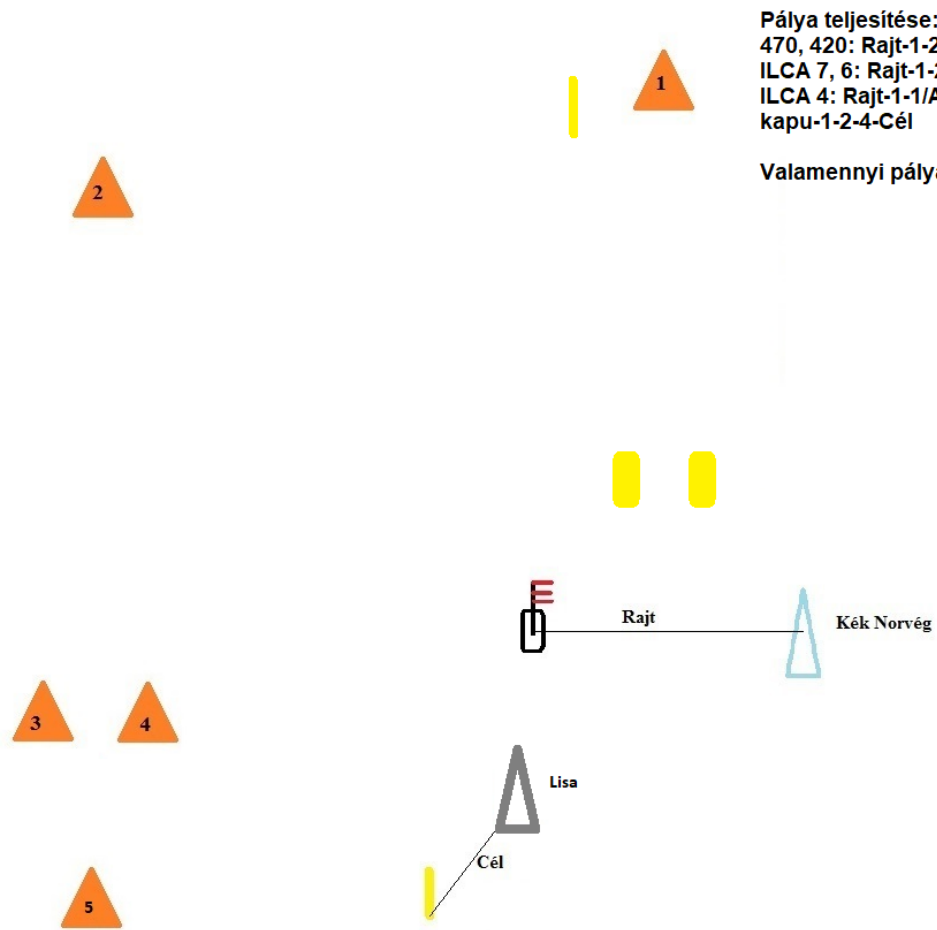 Pálya teljesítése:
470, 420: Rajt-1-2
ILCA 7, 6: Rajt-1-2
ILCA 4: Rajt-1-1/A
kapu-1-2-4-Cél
Valamennyi pálya
1
2
Rajt
Kék Norvég
3
4
Lisa
Cél
5